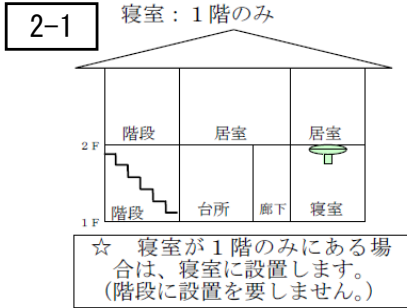 2-1
寝室：１階のみ
階段
居室
居室
２Ｆ
階段
台所
廊下
寝室
１Ｆ
☆　寝室が１階のみにある場
合は、寝室に設置します。
（階段に設置を要しません。）